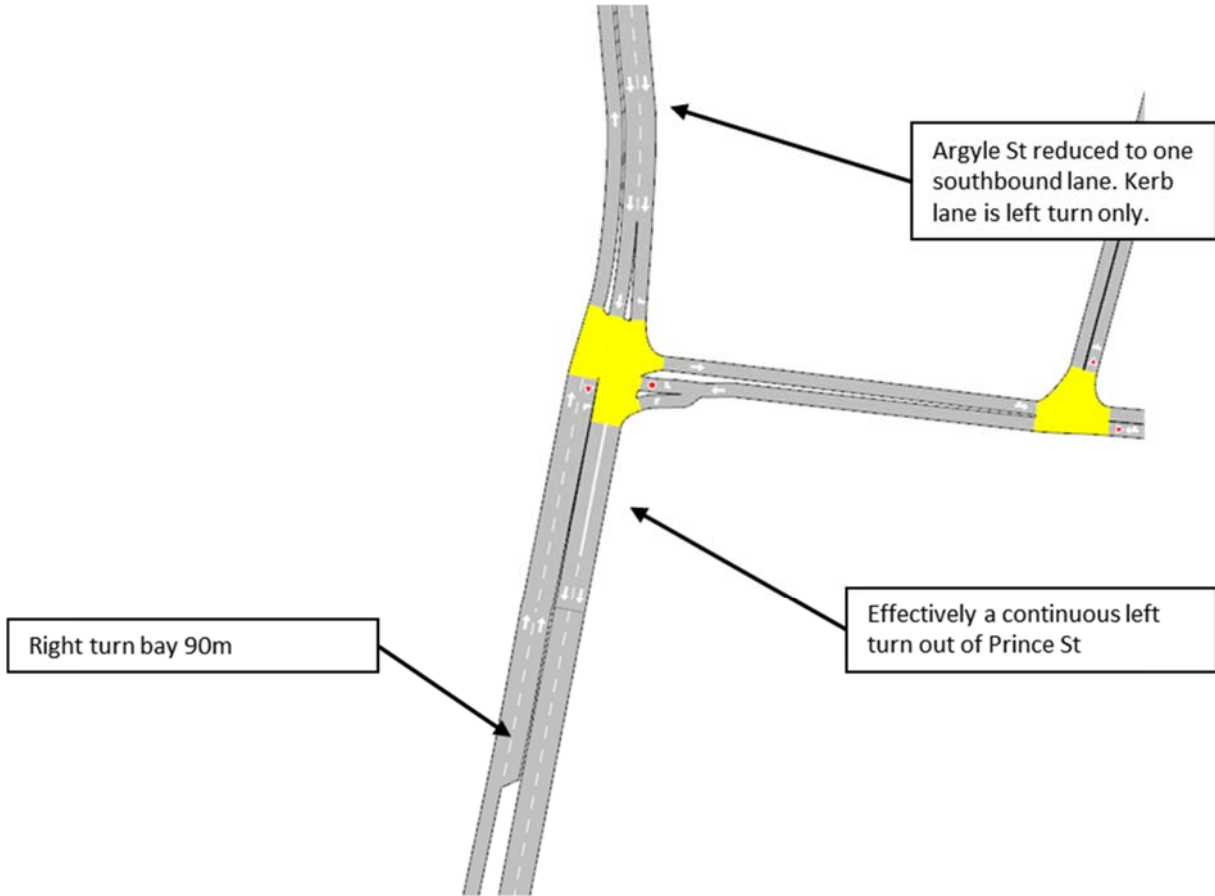 Argyle St reduced to one
southbound lane. Kerb
lane is left turn only.
Effectively a continuous left
turn out of Prince St
Right turn bay 90m